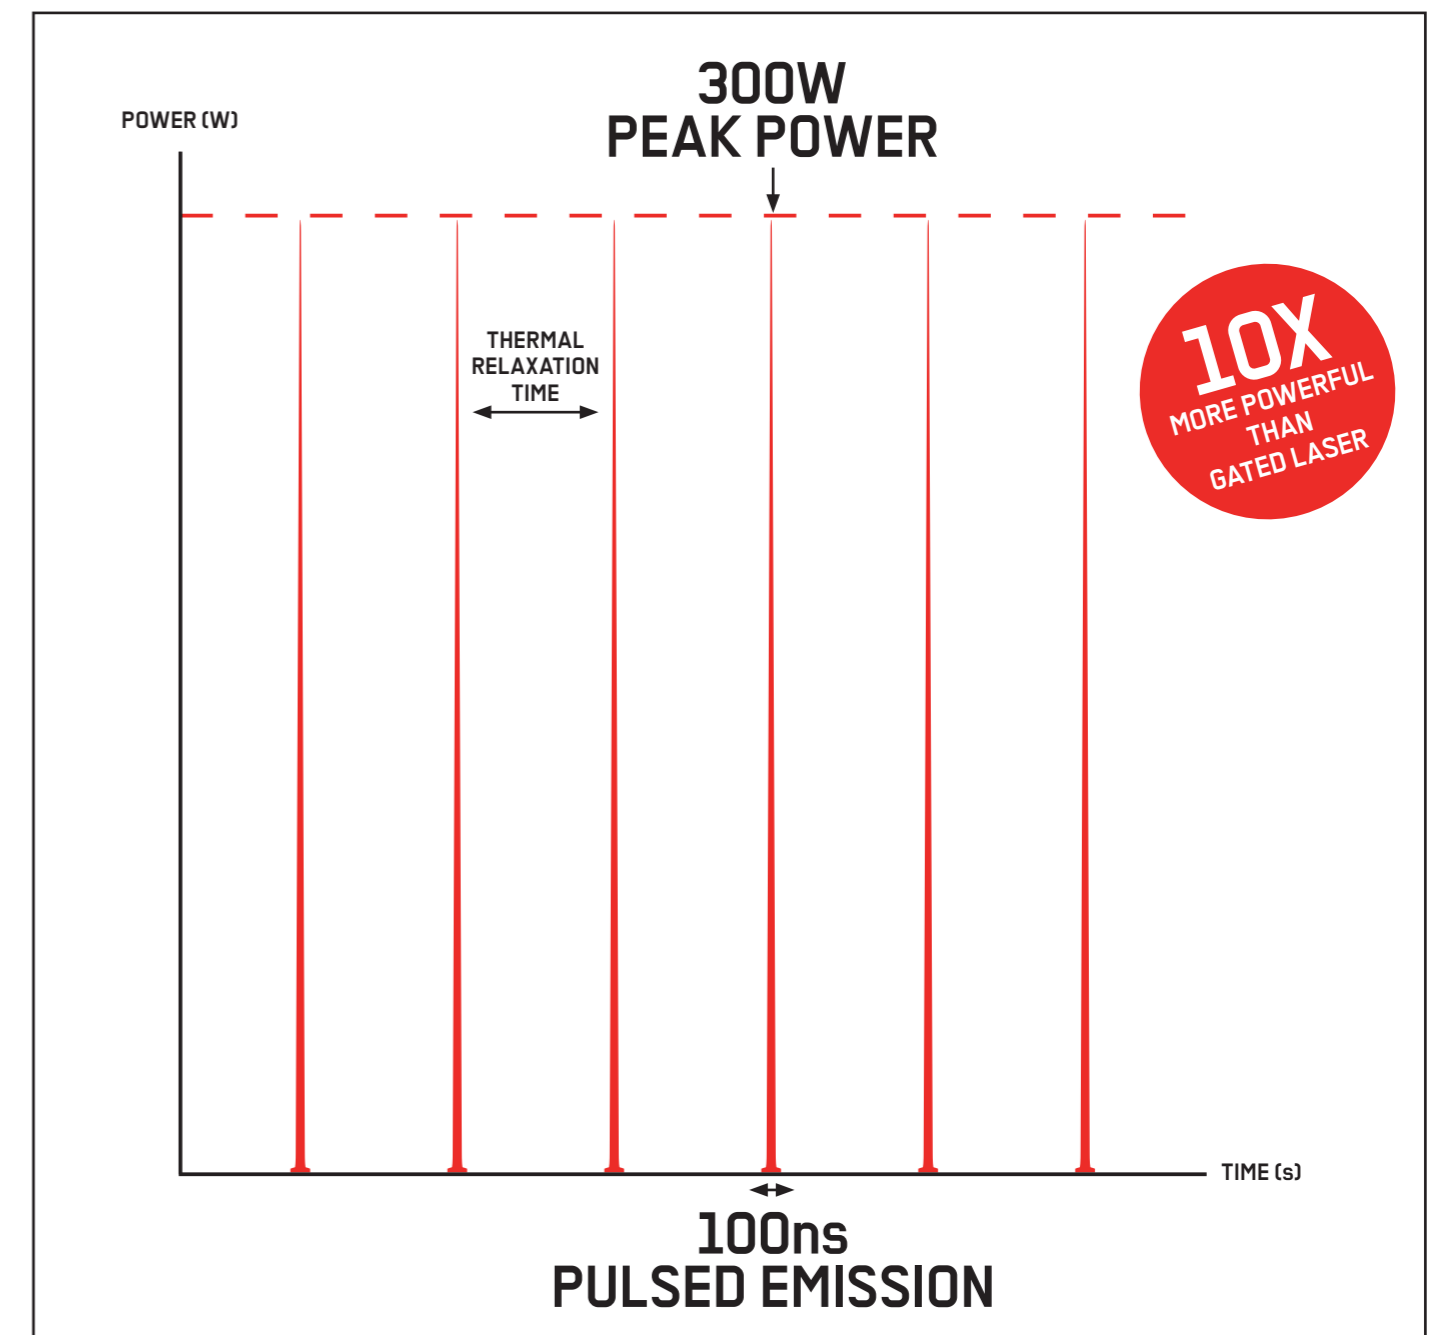 300W
PEAK POWER
POWER (W)
THERMAL
RELAXATION
TIME
10X
MORE POWERFUL
THAN
GATED LASER
TIME (s)
100ns
PULSED EMISSION